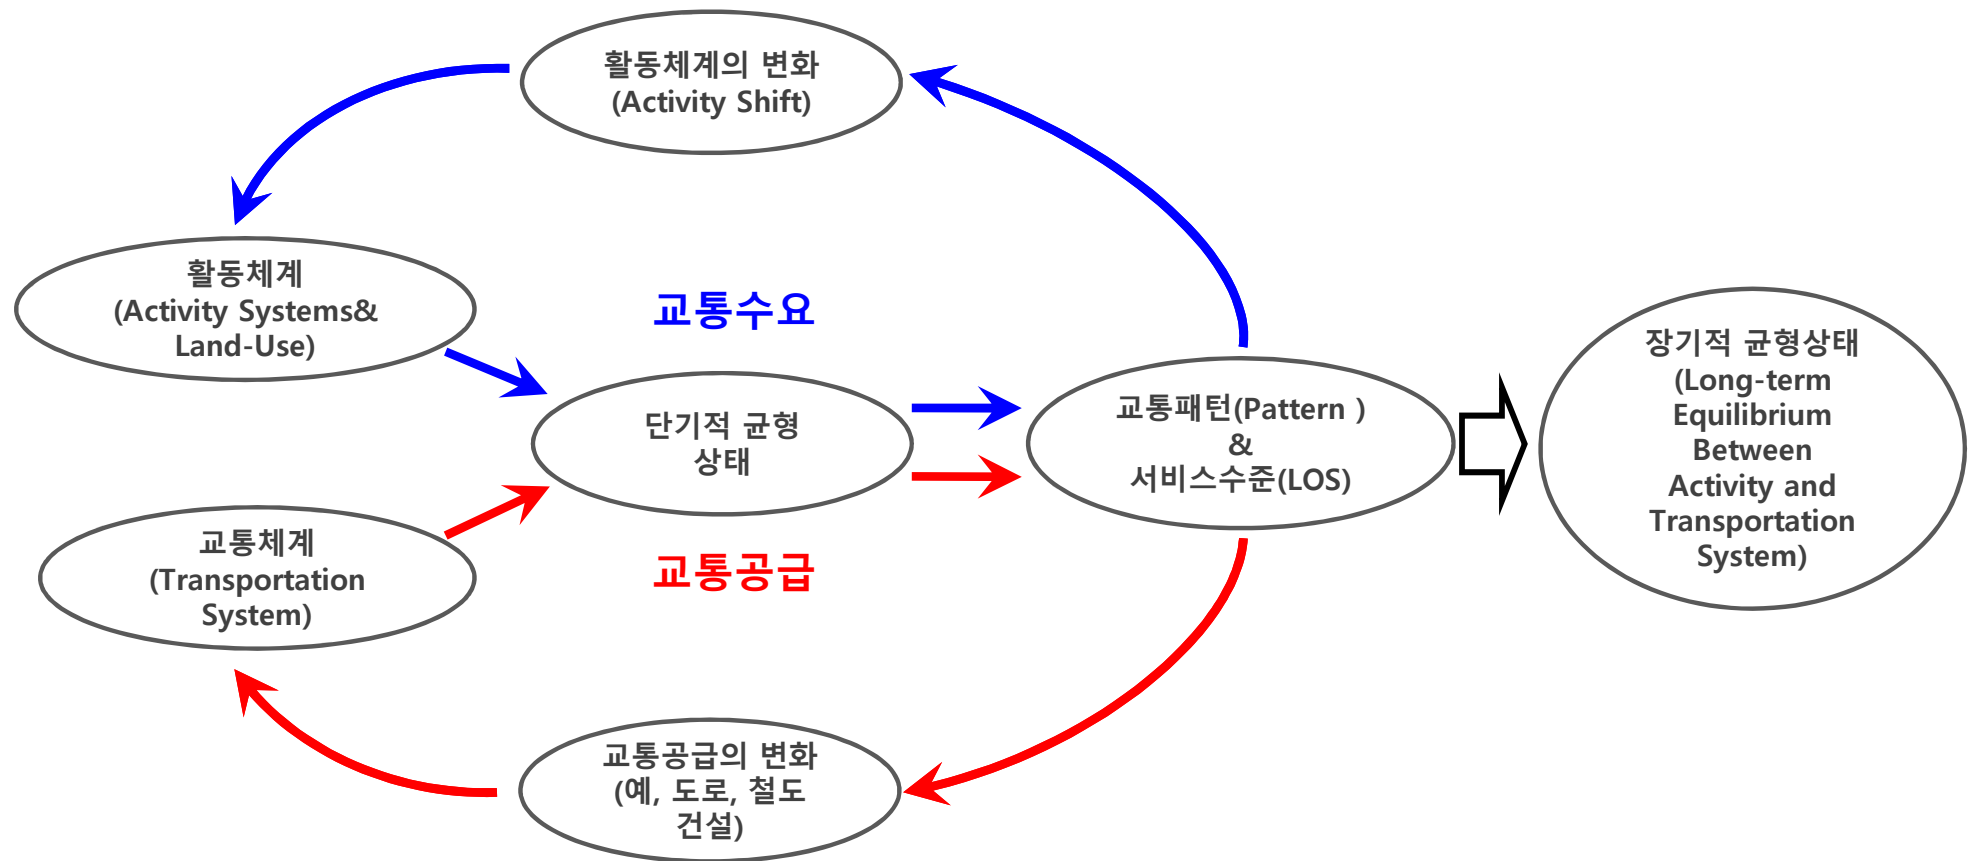 활동체계의 변화
(Activity Shift)
활동체계
(Activity Systems&
Land-Use)
교통수요
단기적 균형
상태
교통패턴(Pattern )
&
서비스수준(LOS)
장기적 균형상태
(Long-term
Equilibrium
Between
Activity and
Transportation
System)
교통체계
(Transportation
System)
교통공급
교통공급의 변화
(예, 도로, 철도
건설)